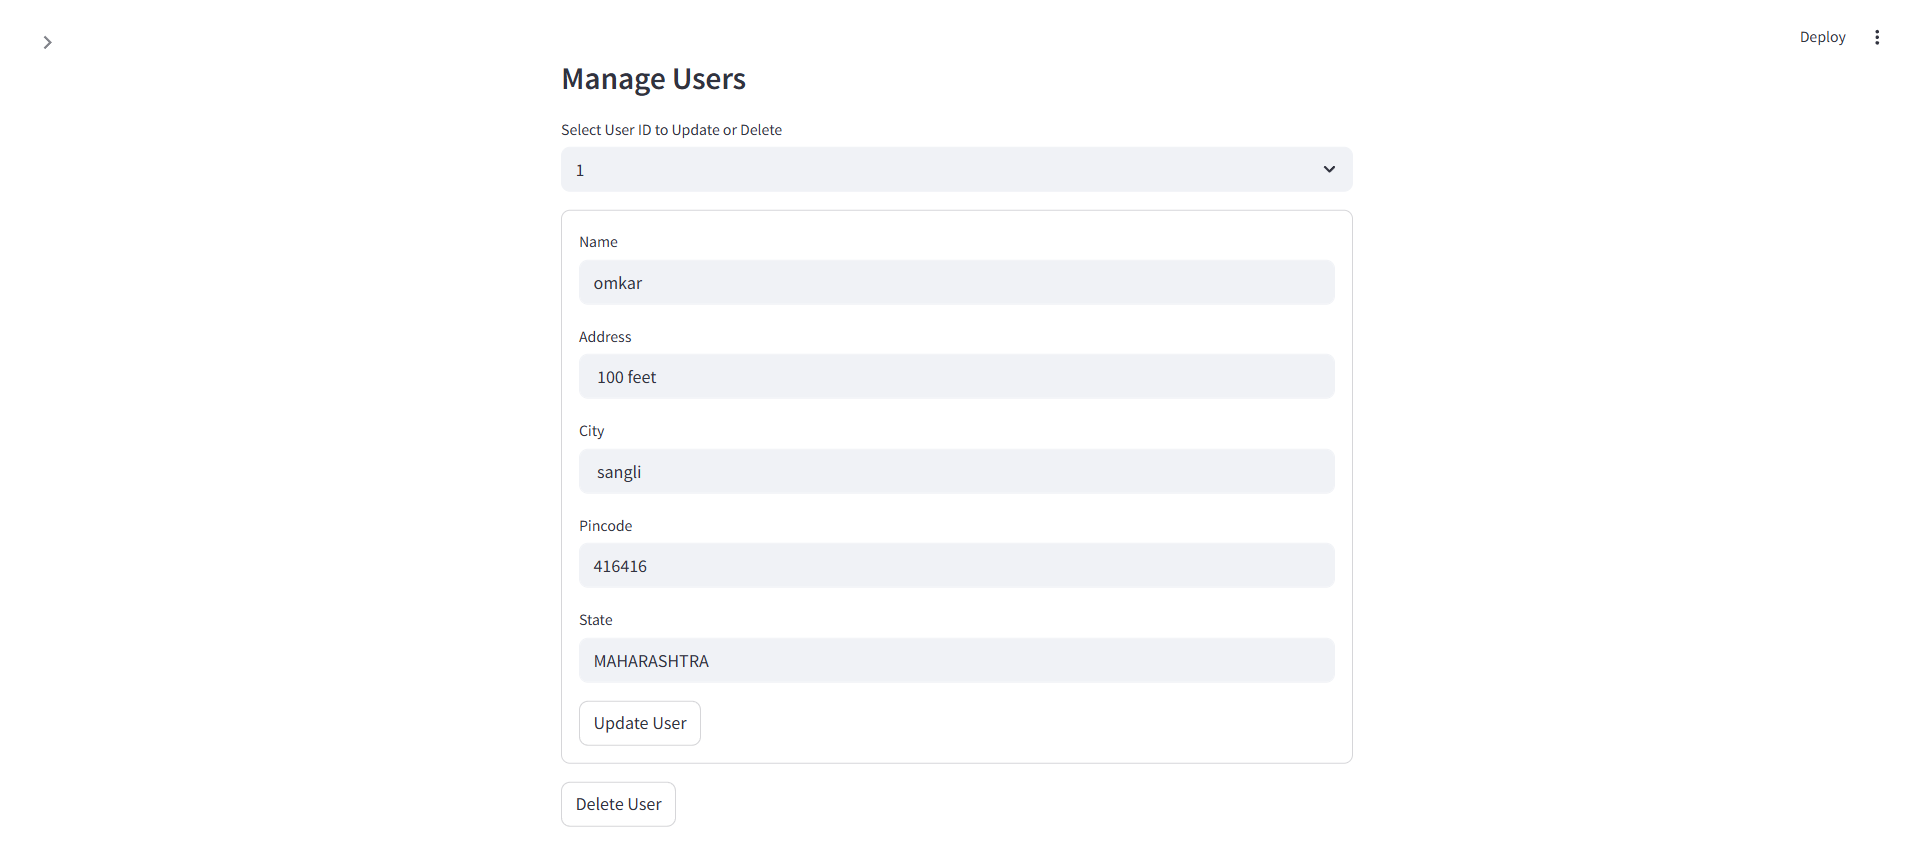 Deploy
Manage Users
Select User ID to Update or Delete
1
Name
omkar
Address
100 feet
City
sangli
Pincode
416416
State
MAHARASHTRA
Update User
Delete User